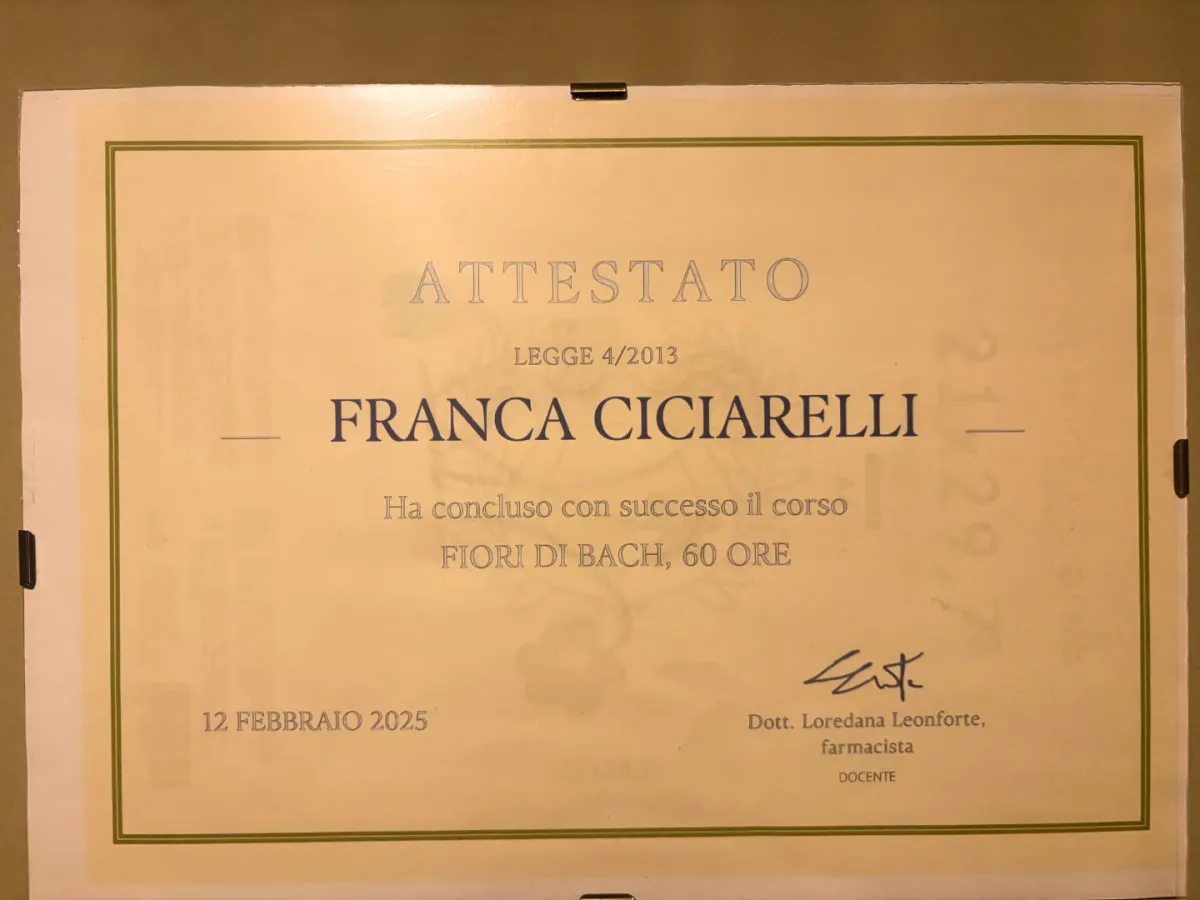 ATTESTATO
LEGGE 4/2013
FRANCA CICIARELLI
Ha concluso con successo il corso
FIORI DI BACH, 60 ORE
12 FEBBRAIO 2025
Dott. Loredana Leonforte,
farmacista
DOCENTE